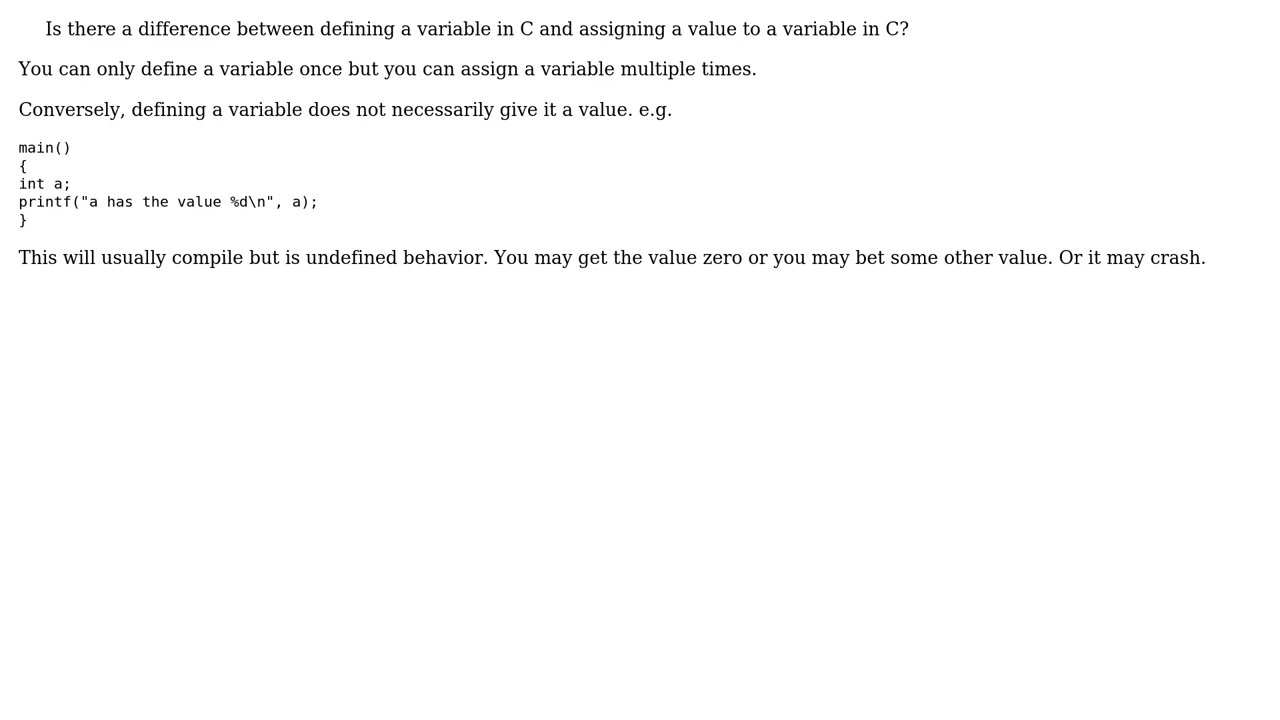 Is there a difference between defining a variable in C and assigning a value to a variable in C?
You can only define a variable once but you can assign a variable multiple times.
Conversely, defining a variable does not necessarily give it a value. e.g.
main()
{
int a;
printf("a has the value %d\n", a);
}
This will usually compile but is undefined behavior. You may get the value zero or you may bet some other value. Or it may crash.